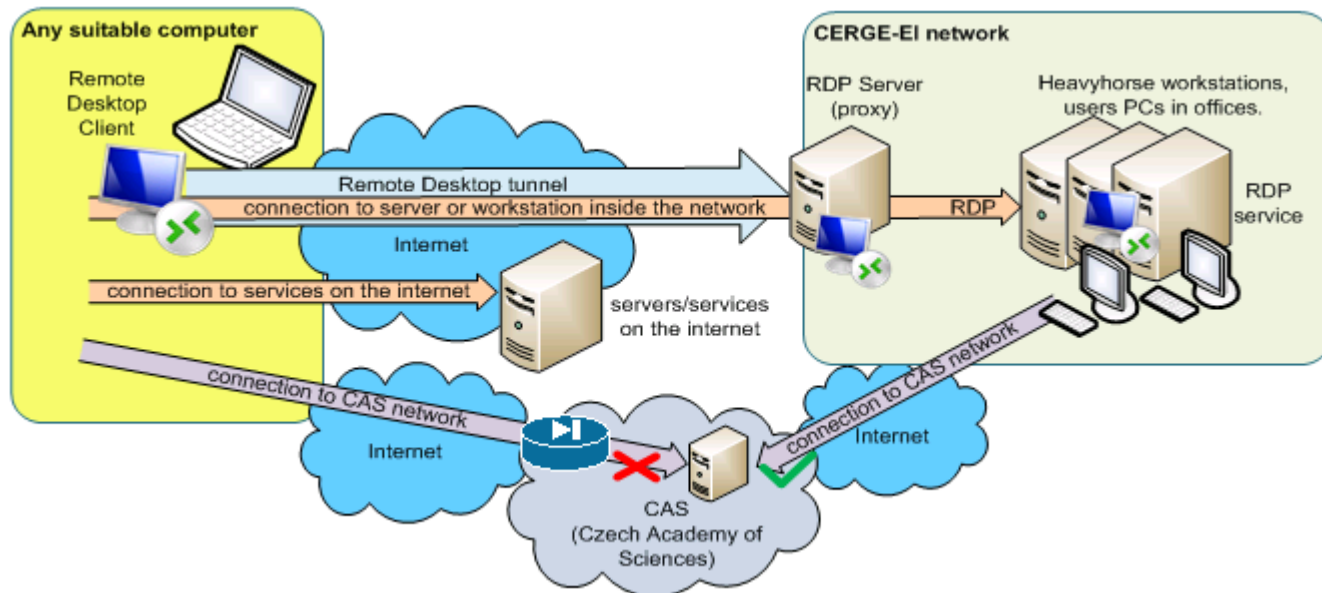 Any suitable computer
Remote
Desktop
Client
CERGE-EI network
RDP Server
(proxy)
Heavyhorse workstations,
users PCs in offices.
Remote Desktop tunnel
connection to server or workstation inside the network
RDP
RDP
service
Internet
connection to services on the internet
servers/services
on the internet
connection to CAS network
connection to CAS network
Internet
Internet
CAS
(Czech Academy of
Sciences)